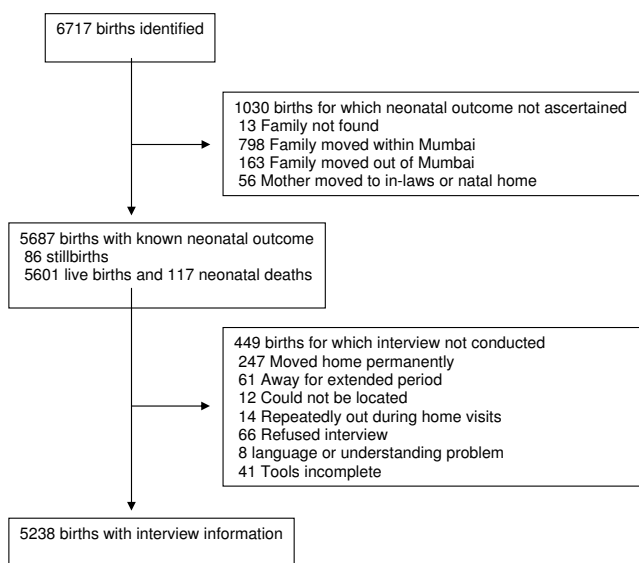 6717 births identified
1030 births for which neonatal outcome not ascertained
13 Family not found
798 Family moved within Mumbai
163 Family moved out of Mumbai
56 Mother moved to in-laws or natal home
5687 births with known neonatal outcome
86 stillbirths
5601 live births and 117 neonatal deaths
449 births for which interview not conducted
247 Moved home permanently
61 Away for extended period
12 Could not be located
14 Repeatedly out during home visits
66 Refused interview
8 language or understanding problem
41 Tools incomplete
5238 births with interview information